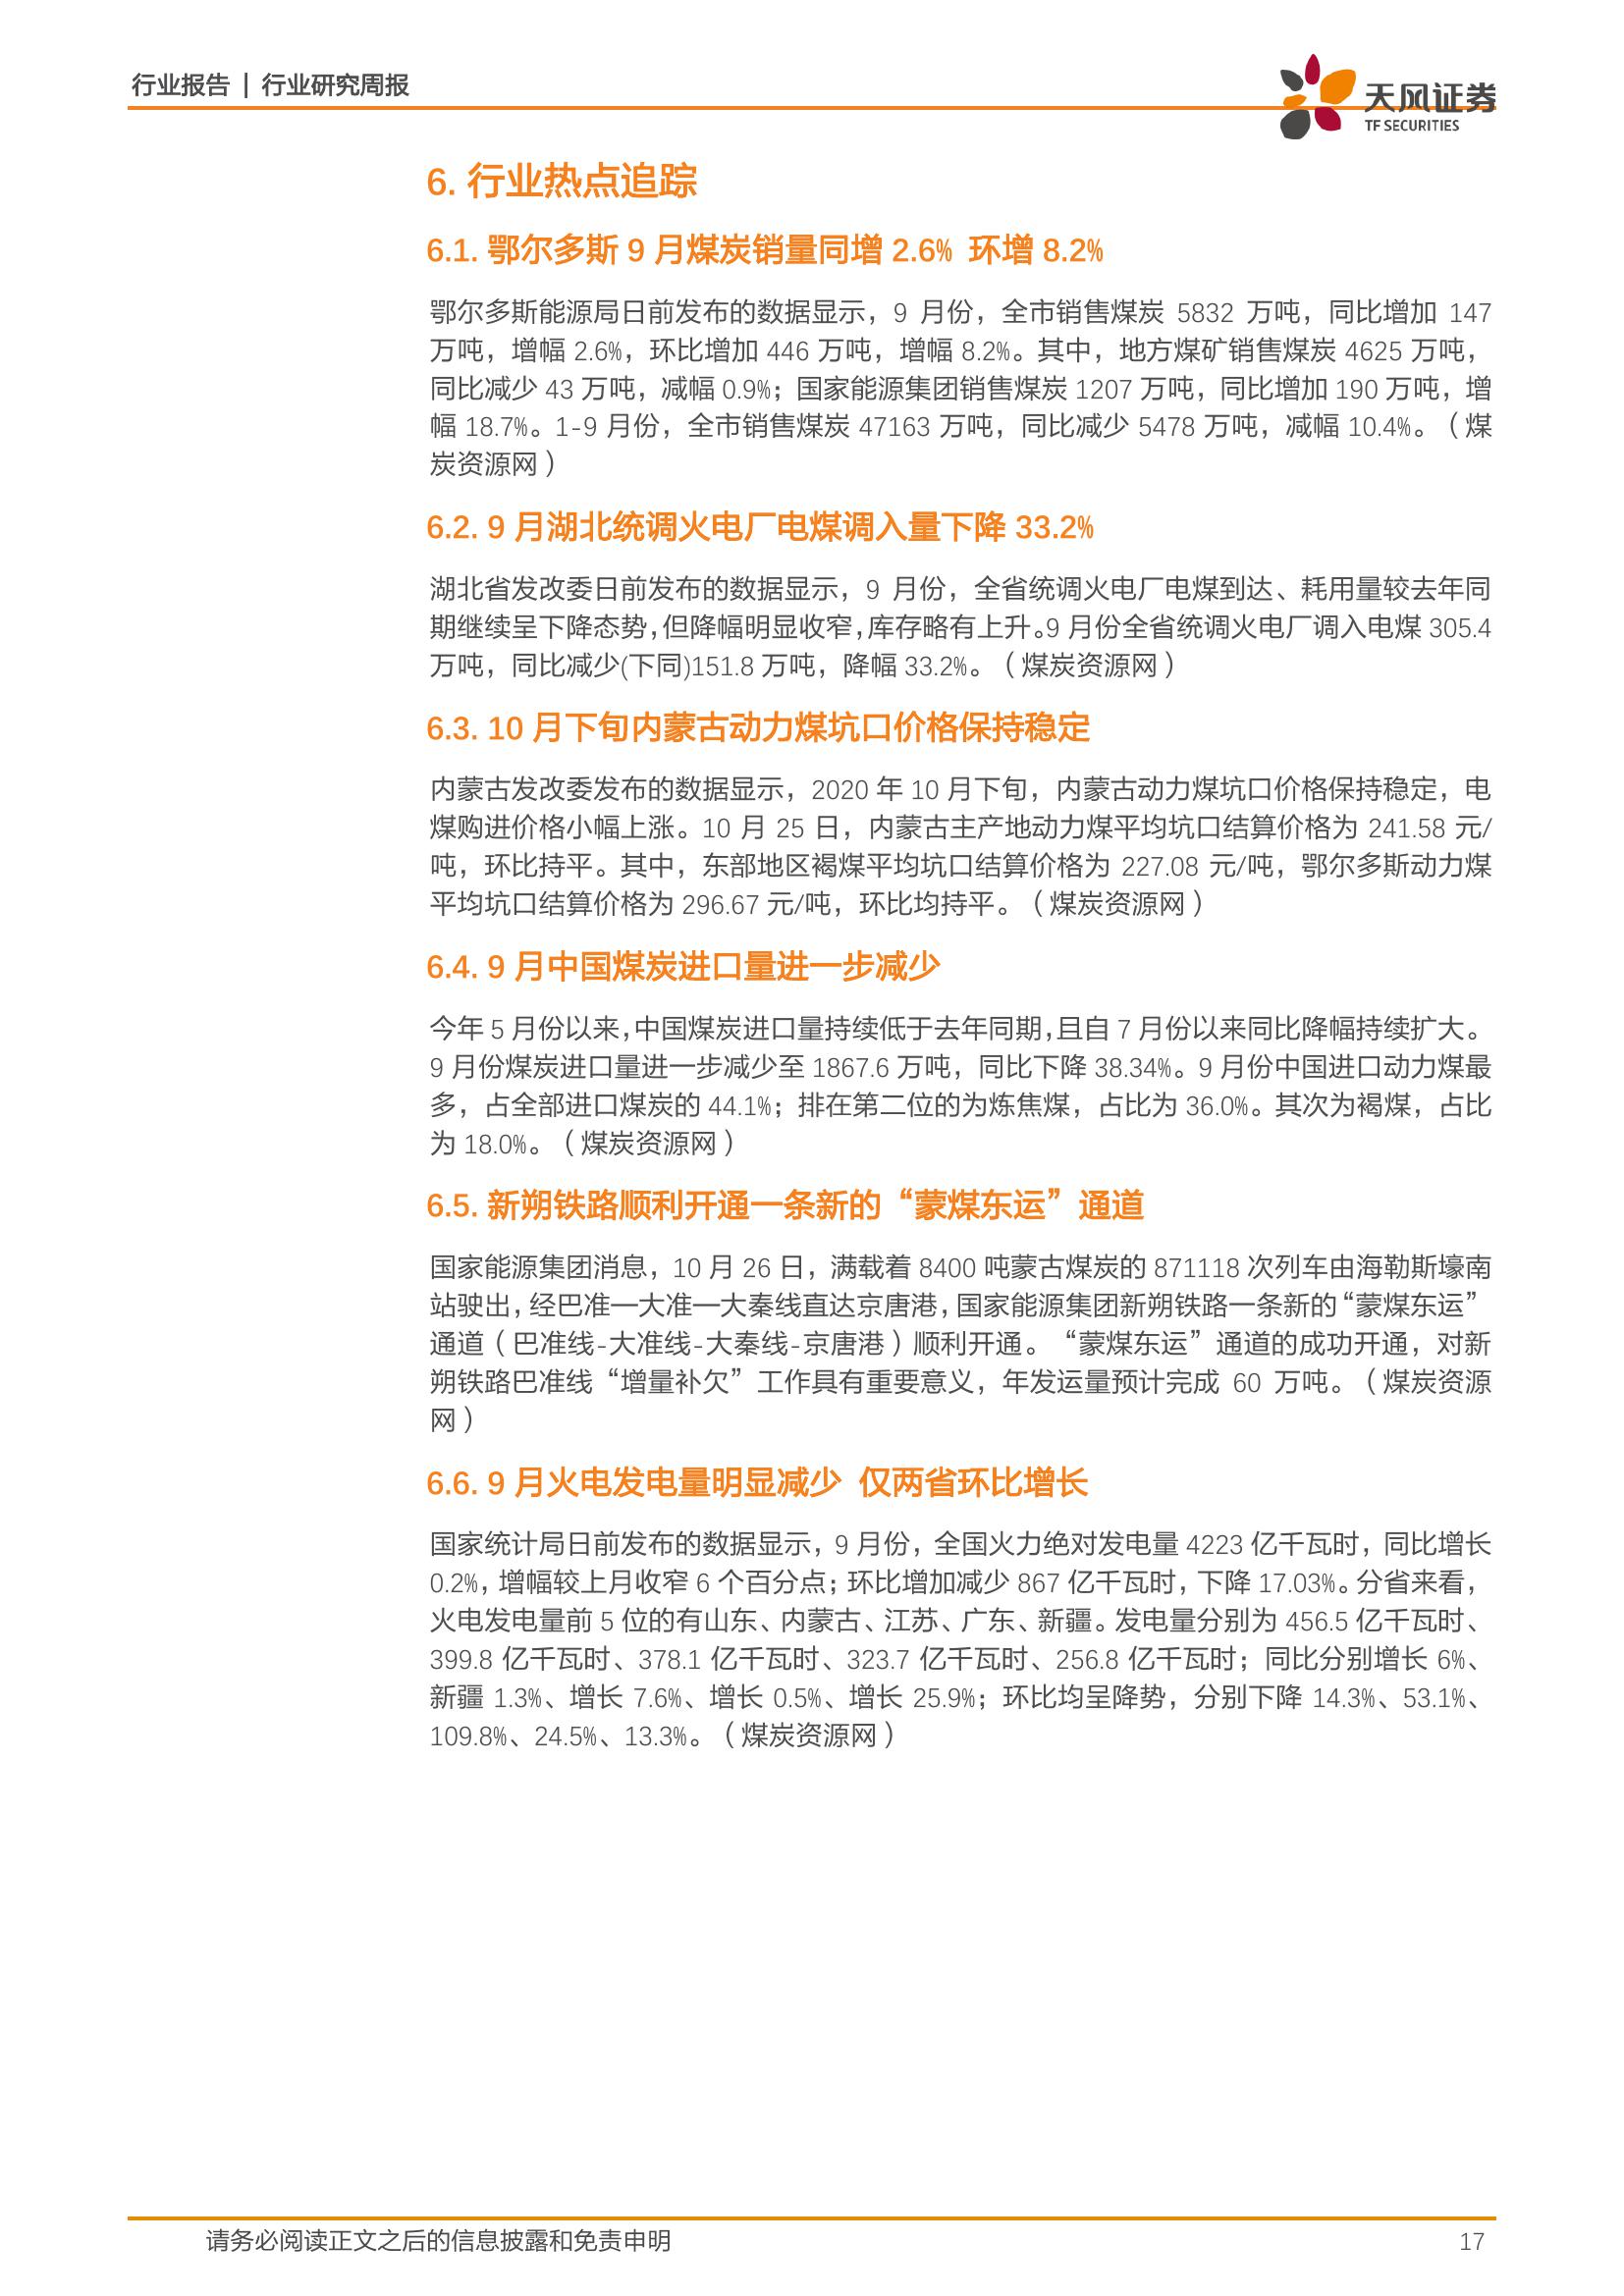 行业报告 | 行业研究周报
天风证券
TF SECURITIES
6. 行业热点追踪
6.1. 鄂尔多斯 9 月煤炭销量同增 2.6% 环增 8.2%
鄂尔多斯能源局日前发布的数据显示，9 月份，全市销售煤炭 5832 万吨，同比增加 147
万吨，增幅 2.6%，环比增加 446 万吨，增幅 8.2%。其中，地方煤矿销售煤炭 4625 万吨，
同比减少 43 万吨，减幅 0.9%；国家能源集团销售煤炭 1207 万吨，同比增加 190 万吨，增
幅 18.7%。1-9 月份，全市销售煤炭 47163 万吨，同比减少 5478 万吨，减幅 10.4%。（煤
炭资源网）
6.2. 9 月湖北统调火电厂电煤调入量下降 33.2%
湖北省发改委日前发布的数据显示，9 月份，全省统调火电厂电煤到达、耗用量较去年同
期继续呈下降态势，但降幅明显收窄，库存略有上升。9 月份全省统调火电厂调入电煤 305.4
万吨，同比减少(下同)151.8 万吨，降幅 33.2%。（煤炭资源网）
6.3. 10 月下旬内蒙古动力煤坑口价格保持稳定
内蒙古发改委发布的数据显示，2020 年 10 月下旬，内蒙古动力煤坑口价格保持稳定，电
煤购进价格小幅上涨。10 月 25 日，内蒙古主产地动力煤平均坑口结算价格为 241.58 元/
吨，环比持平。其中，东部地区褐煤平均坑口结算价格为 227.08 元/吨，鄂尔多斯动力煤
平均坑口结算价格为 296.67 元/吨，环比均持平。（煤炭资源网）
6.4. 9 月中国煤炭进口量进一步减少
今年 5 月份以来，中国煤炭进口量持续低于去年同期，且自 7 月份以来同比降幅持续扩大。
9 月份煤炭进口量进一步减少至 1867.6 万吨，同比下降 38.34%。9 月份中国进口动力煤最
多，占全部进口煤炭的 44.1%；排在第二位的为炼焦煤，占比为 36.0%。其次为褐煤，占比
为 18.0%。（煤炭资源网）
6.5. 新朔铁路顺利开通一条新的“蒙煤东运”通道
国家能源集团消息，10 月 26 日，满载着 8400 吨蒙古煤炭的 871118 次列车由海勒斯壕南
站驶出，经巴准—大准—大秦线直达京唐港，国家能源集团新朔铁路一条新的“蒙煤东运”
通道（巴准线-大准线-大秦线-京唐港）顺利开通。“蒙煤东运”通道的成功开通，对新
朔铁路巴准线“增量补欠”工作具有重要意义，年发运量预计完成 60 万吨。（煤炭资源
网）
6.6. 9 月火电发电量明显减少 仅两省环比增长
国家统计局日前发布的数据显示，9 月份，全国火力绝对发电量 4223 亿千瓦时，同比增长
0.2%，增幅较上月收窄 6 个百分点；环比增加减少 867 亿千瓦时，下降 17.03%。分省来看，
火电发电量前 5 位的有山东、内蒙古、江苏、广东、新疆。发电量分别为 456.5 亿千瓦时、
399.8 亿千瓦时、378.1 亿千瓦时、323.7 亿千瓦时、256.8 亿千瓦时；同比分别增长 6%、
新疆 1.3%、增长 7.6%、增长 0.5%、增长 25.9%；环比均呈降势，分别下降 14.3%、53.1%、
109.8%、24.5%、13.3%。（煤炭资源网）
请务必阅读正文之后的信息披露和免责申明
17